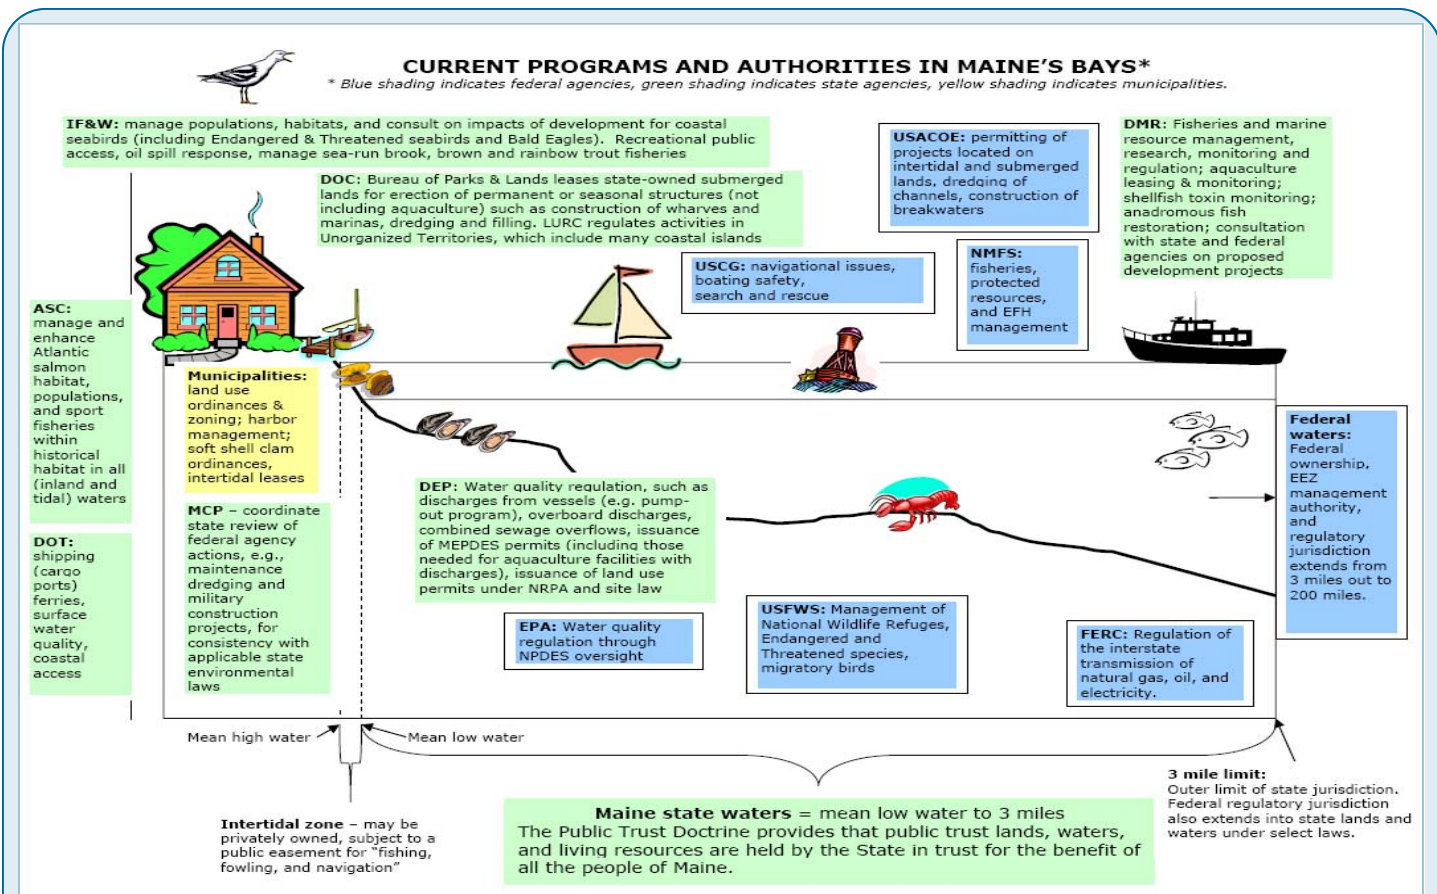 CURRENT PROGRAMS AND AUTHORITIES IN MAINE'S BAYS*
* Blue shading indicates federal agencies, green shading indicates state agencies, yellow shading indicates municipalities.
IF&W: manage populations, habitats, and consult on impacts of development for coastal
seabirds (including Endangered & Threatened seabirds and Bald Eagles). Recreational public
access, oil spill response, manage sea-run brook, brown and rainbow trout fisheries
DOC: Bureau of Parks & Lands leases state-owned submerged
lands for erection of permanent or seasonal structures (not
including aquaculture) such as construction of wharves and
marinas, dredging and filling. LURC regulates activities in
Unorganized Territories, which include many coastal islands
USACOE: permitting of
projects located on
intertidal and submerged
lands, dredging of
channels, construction of
breakwaters
DMR: Fisheries and marine
resource management,
research, monitoring and
regulation; aquaculture
leasing & monitoring;
shellfish toxin monitoring;
anadromous fish
restoration; consultation
with state and federal
agencies on proposed
development projects
USCG: navigational issues,
boating safety,
search and rescue
NMFS:
fisheries,
protected
resources,
and EFH
management
ASC:
manage and
enhance
Atlantic
salmon
habitat,
populations,
and sport
fisheries
within
historical
habitat in all
(inland and
tidal) waters
DOT:
shipping
(cargo
ports)
ferries,
surface
water
quality,
coastal
access
Municipalities:
land use
ordinances &
zoning; harbor
management;
soft shell clam
ordinances,
intertidal leases
MCP – coordinate
state review of
federal agency
actions, e.g.,
maintenance
dredging and
military
construction
projects, for
consistency with
applicable state
environmental
laws
DEP: Water quality regulation, such as
discharges from vessels (e.g. pump-
out program), overboard discharges,
combined sewage overflows, issuance
of MEPDES permits (including those
needed for aquaculture facilities with
discharges), issuance of land use
permits under NRPA and site law
EPA: Water quality
regulation through
NPDES oversight
USFWS: Management of
National Wildlife Refuges,
Endangered and
Threatened species,
migratory birds
FERC: Regulation of
the interstate
transmission of
natural gas, oil, and
electricity.
Federal
waters:
Federal
ownership,
EEZ
management
authority,
and
regulatory
jurisdiction
extends from
3 miles out to
200 miles.
Mean high water
Mean low water
Intertidal zone – may be
privately owned, subject to a
public easement for "fishing,
fowling, and navigation"
Maine state waters = mean low water to 3 miles
The Public Trust Doctrine provides that public trust lands, waters,
and living resources are held by the State in trust for the benefit of
all the people of Maine.
3 mile limit:
Outer limit of state jurisdiction.
Federal regulatory jurisdiction
also extends into state lands and
waters under select laws.